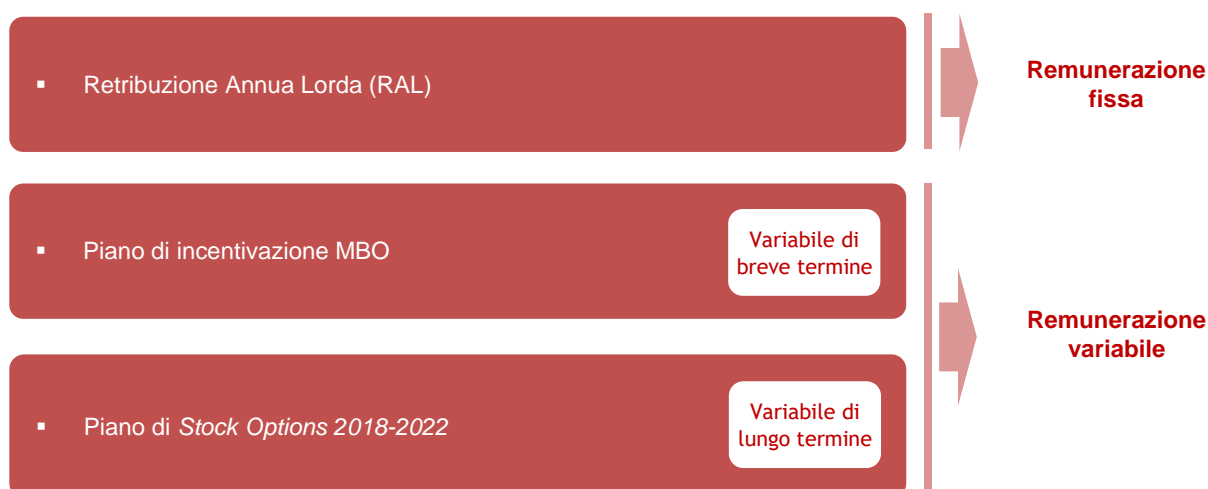 ▪ Retribuzione Annua Lorda (RAL)
Remunerazione
fissa
▪ Piano di incentivazione MBO
Variabile di
breve termine
▪ Piano di Stock Options 2018-2022
Variabile di
lungo termine
Remunerazione
variabile